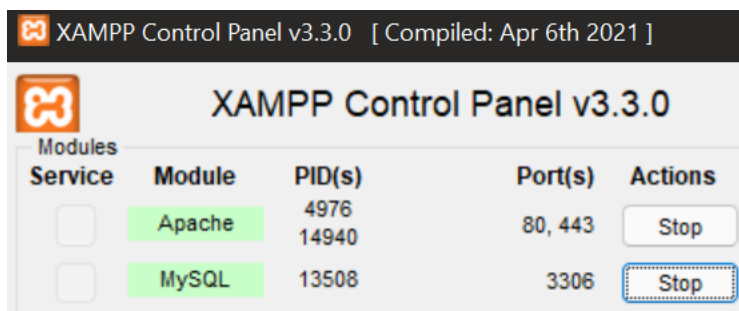 XAMPP Control Panel v3.3.0 [ Compiled: Apr 6th 2021 ]
XAMPP Control Panel v3.3.0
Modules
Service Module PID(s) Port(s) Actions
Apache 4976 14940 80, 443 Stop
MySQL 13508 3306 Stop